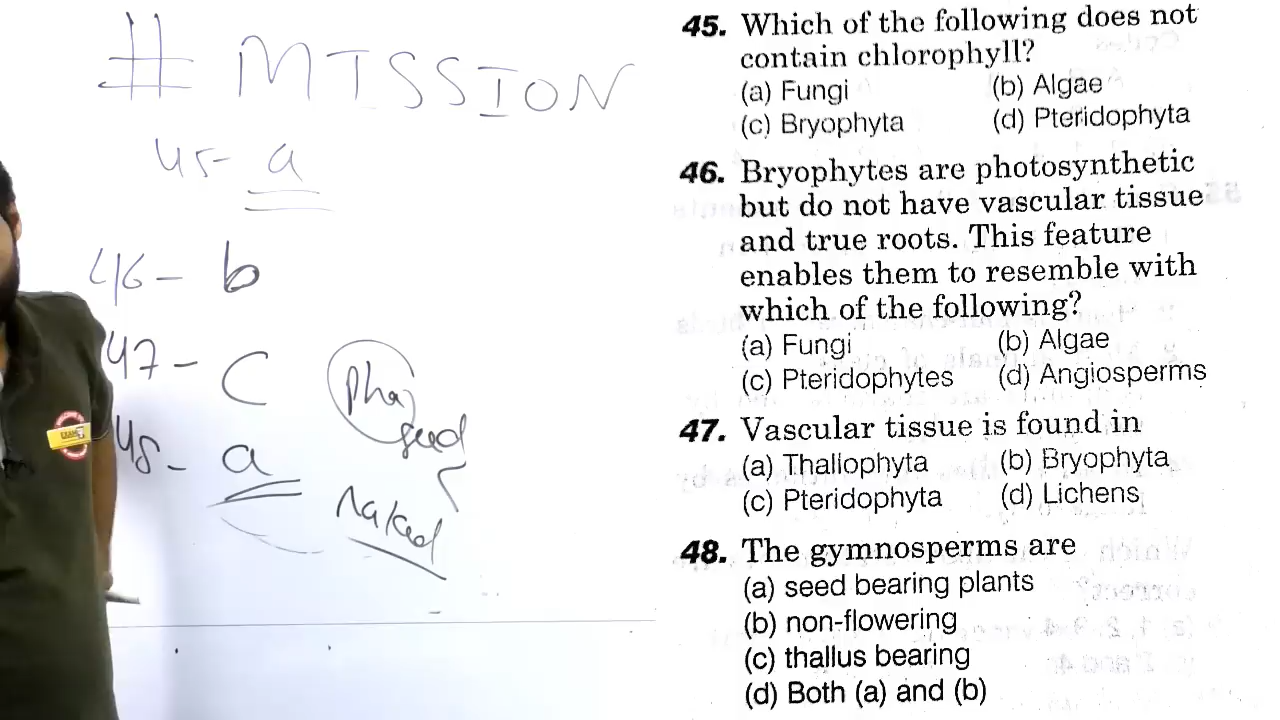 # MISSION
45- a
46- b
47- c
48- a
seed
Naked
45. Which of the following does not
contain chlorophyll?
(a) Fungi (b) Algae
(c) Bryophyta (d) Pteridophyta
46. Bryophytes are photosynthetic
but do not have vascular tissue
and true roots. This feature
enables them to resemble with
which of the following?
(a) Fungi (b) Algae
(c) Pteridophytes (d) Angiosperms
47. Vascular tissue is found in
(a) Thallophyta (b) Bryophyta
(c) Pteridophyta (d) Lichens
48. The gymnosperms are
(a) seed bearing plants
(b) non-flowering
(c) thallus bearing
(d) Both (a) and (b)